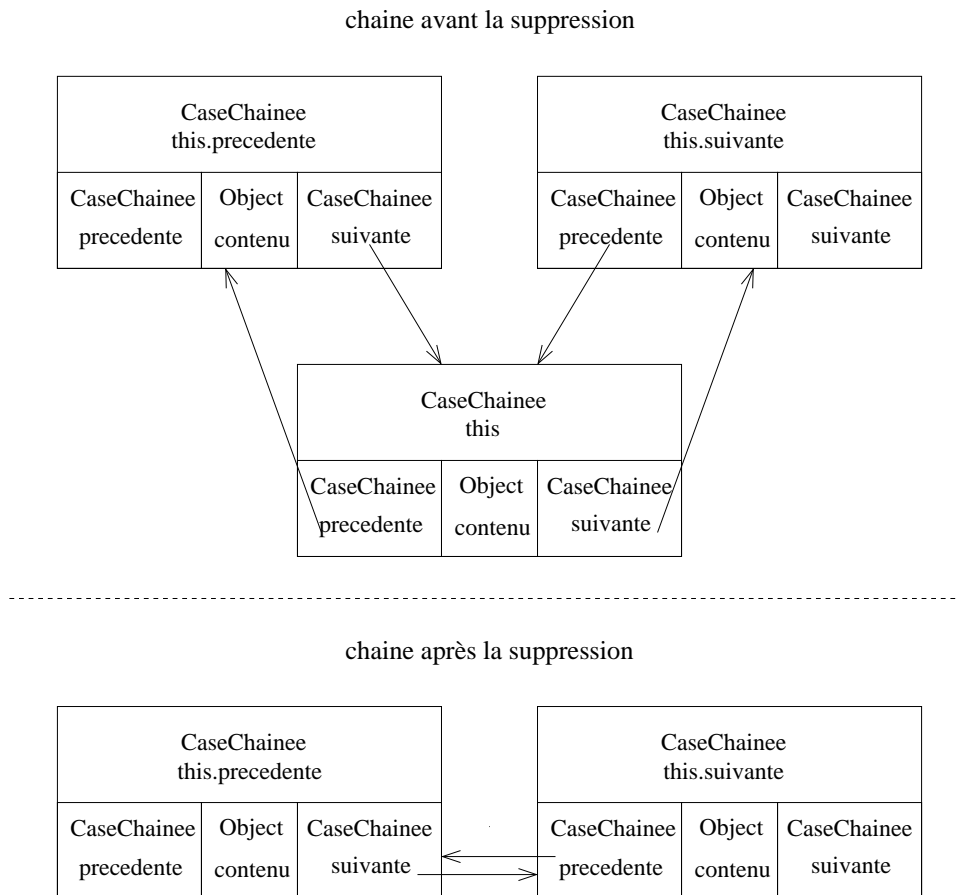 chaine avant la suppression
CaseChainee
this.precedente
CaseChainee
this.suivante
CaseChainee Object CaseChainee
precedente contenu suivante
CaseChainee Object CaseChainee
precedente contenu suivante
CaseChainee
this
CaseChainee Object CaseChainee
precedente contenu suivante
chaine après la suppression
CaseChainee
this.precedente
CaseChainee
this.suivante
CaseChainee Object CaseChainee
precedente contenu suivante
CaseChainee Object CaseChainee
precedente contenu suivante